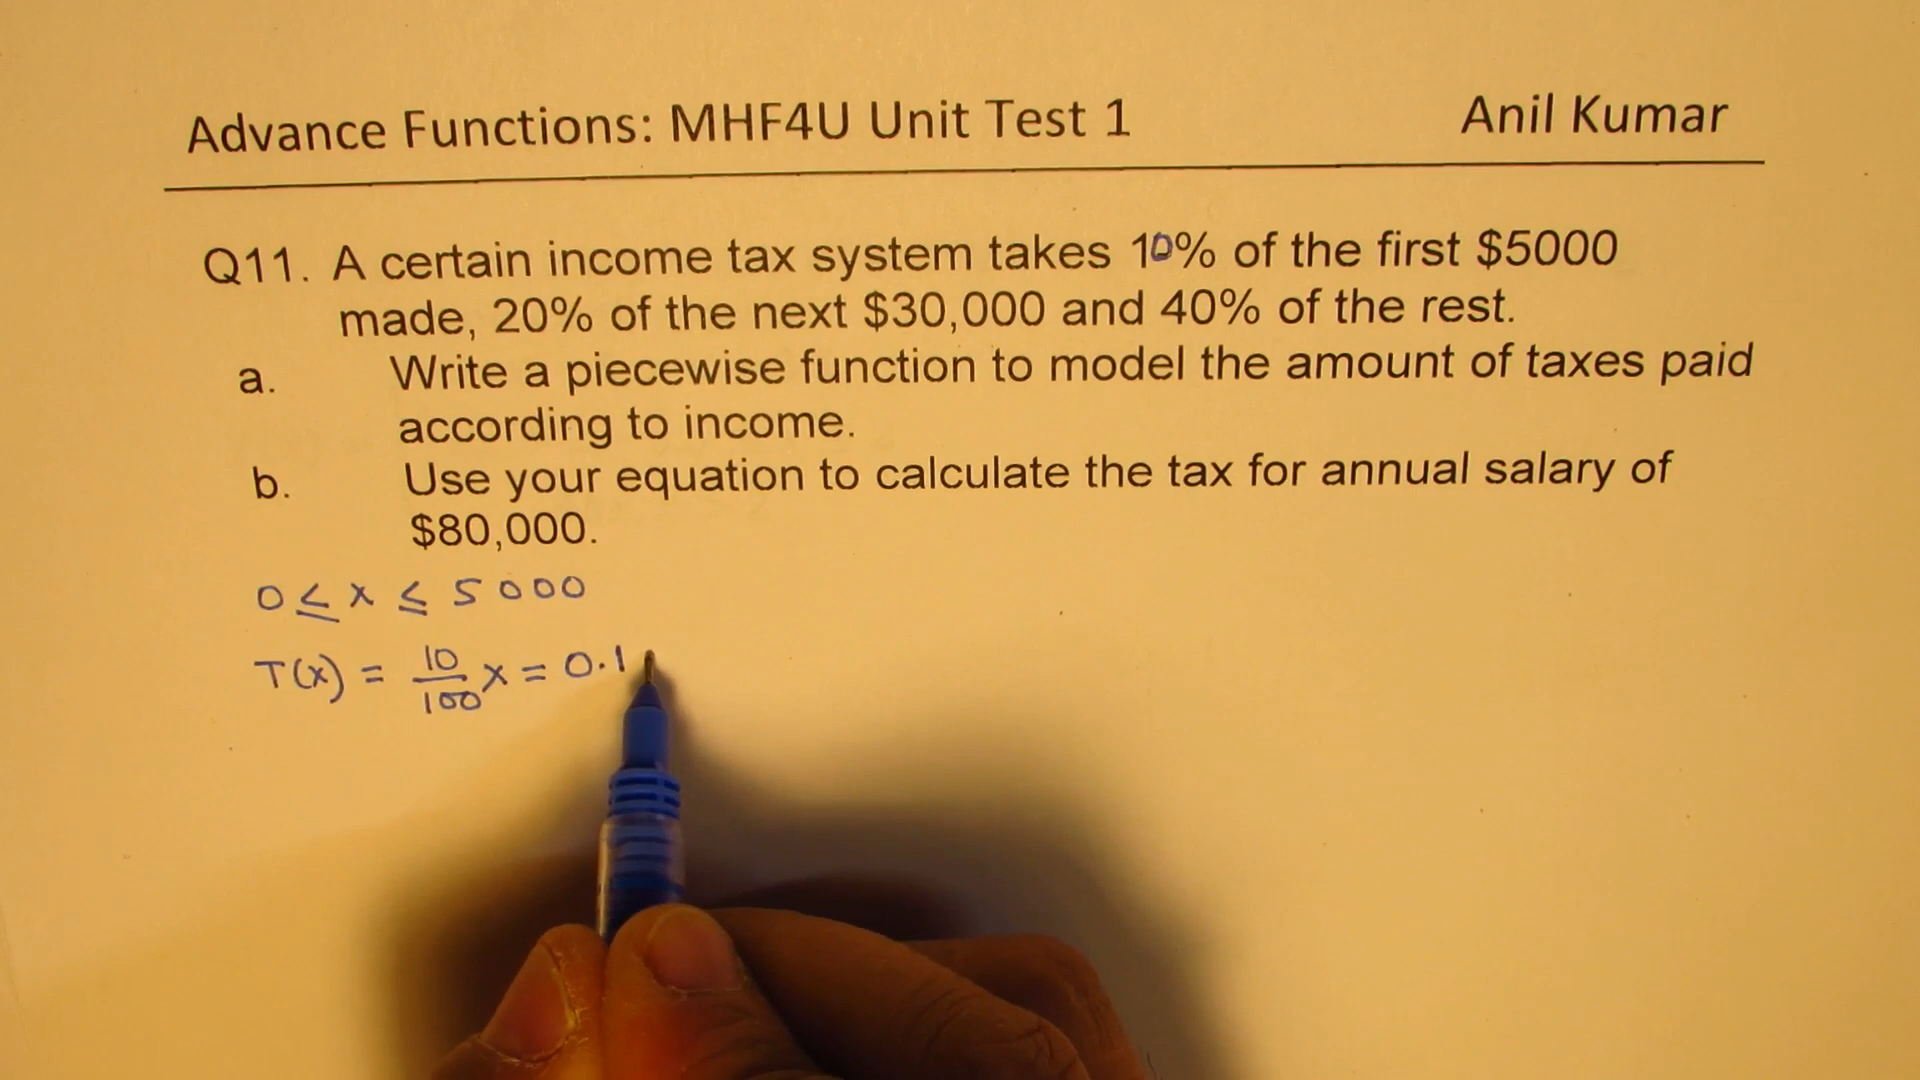 Advance Functions: MHF4U Unit Test 1 Anil Kumar
Q11. A certain income tax system takes 10% of the first $5000
made, 20% of the next $30,000 and 40% of the rest.
a. Write a piecewise function to model the amount of taxes paid
according to income.
b. Use your equation to calculate the tax for annual salary of
$80,000.
0 ≤ x ≤ 5000
T(x) = 10/100 x = 0.1